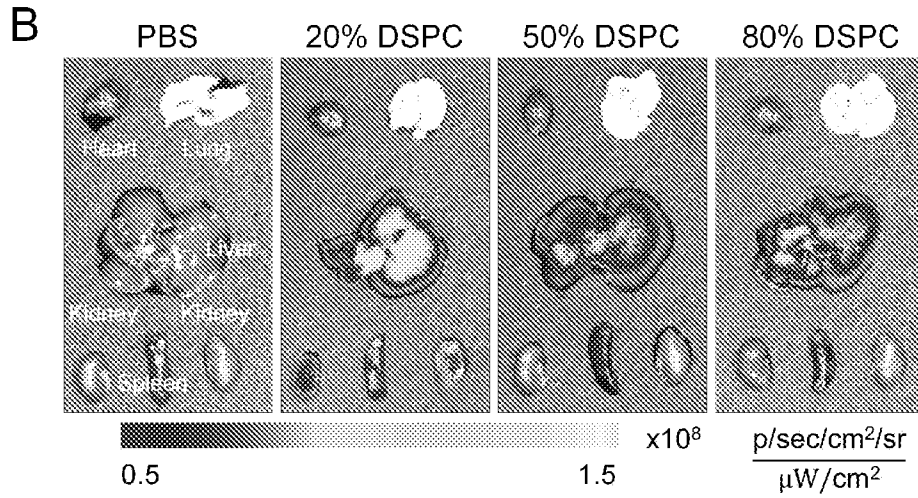 B
PBS 20% DSPC 50% DSPC 80% DSPC
Heart Lung
Liver
Kidney Kidney
Spleen
x10⁸ p/sec/cm²/sr
0.5 1.5 µW/cm²